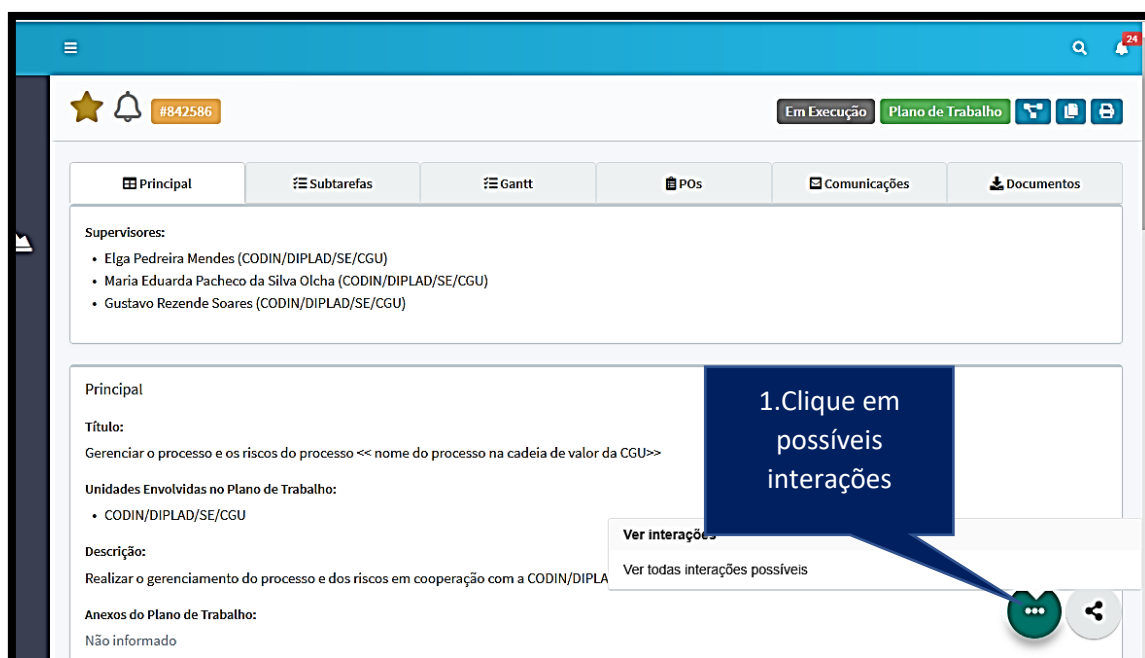 24
#842586
Em Execução
Plano de Trabalho
Principal
Subtarefas
Gantt
POs
Comunicações
Documentos
Supervisores:
• Elga Pedreira Mendes (CODIN/DIPLAD/SE/CGU)
• Maria Eduarda Pacheco da Silva Olcha (CODIN/DIPLAD/SE/CGU)
• Gustavo Rezende Soares (CODIN/DIPLAD/SE/CGU)
Principal
Título:
Gerenciar o processo e os riscos do processo << nome do processo na cadeia de valor da CGU>>
Unidades Envolvidas no Plano de Trabalho:
• CODIN/DIPLAD/SE/CGU
Descrição:
Realizar o gerenciamento do processo e dos riscos em cooperação com a CODIN/DIPLA
Anexos do Plano de Trabalho:
Não informado
1.Clique em
possíveis
interações
Ver interações
Ver todas interações possíveis